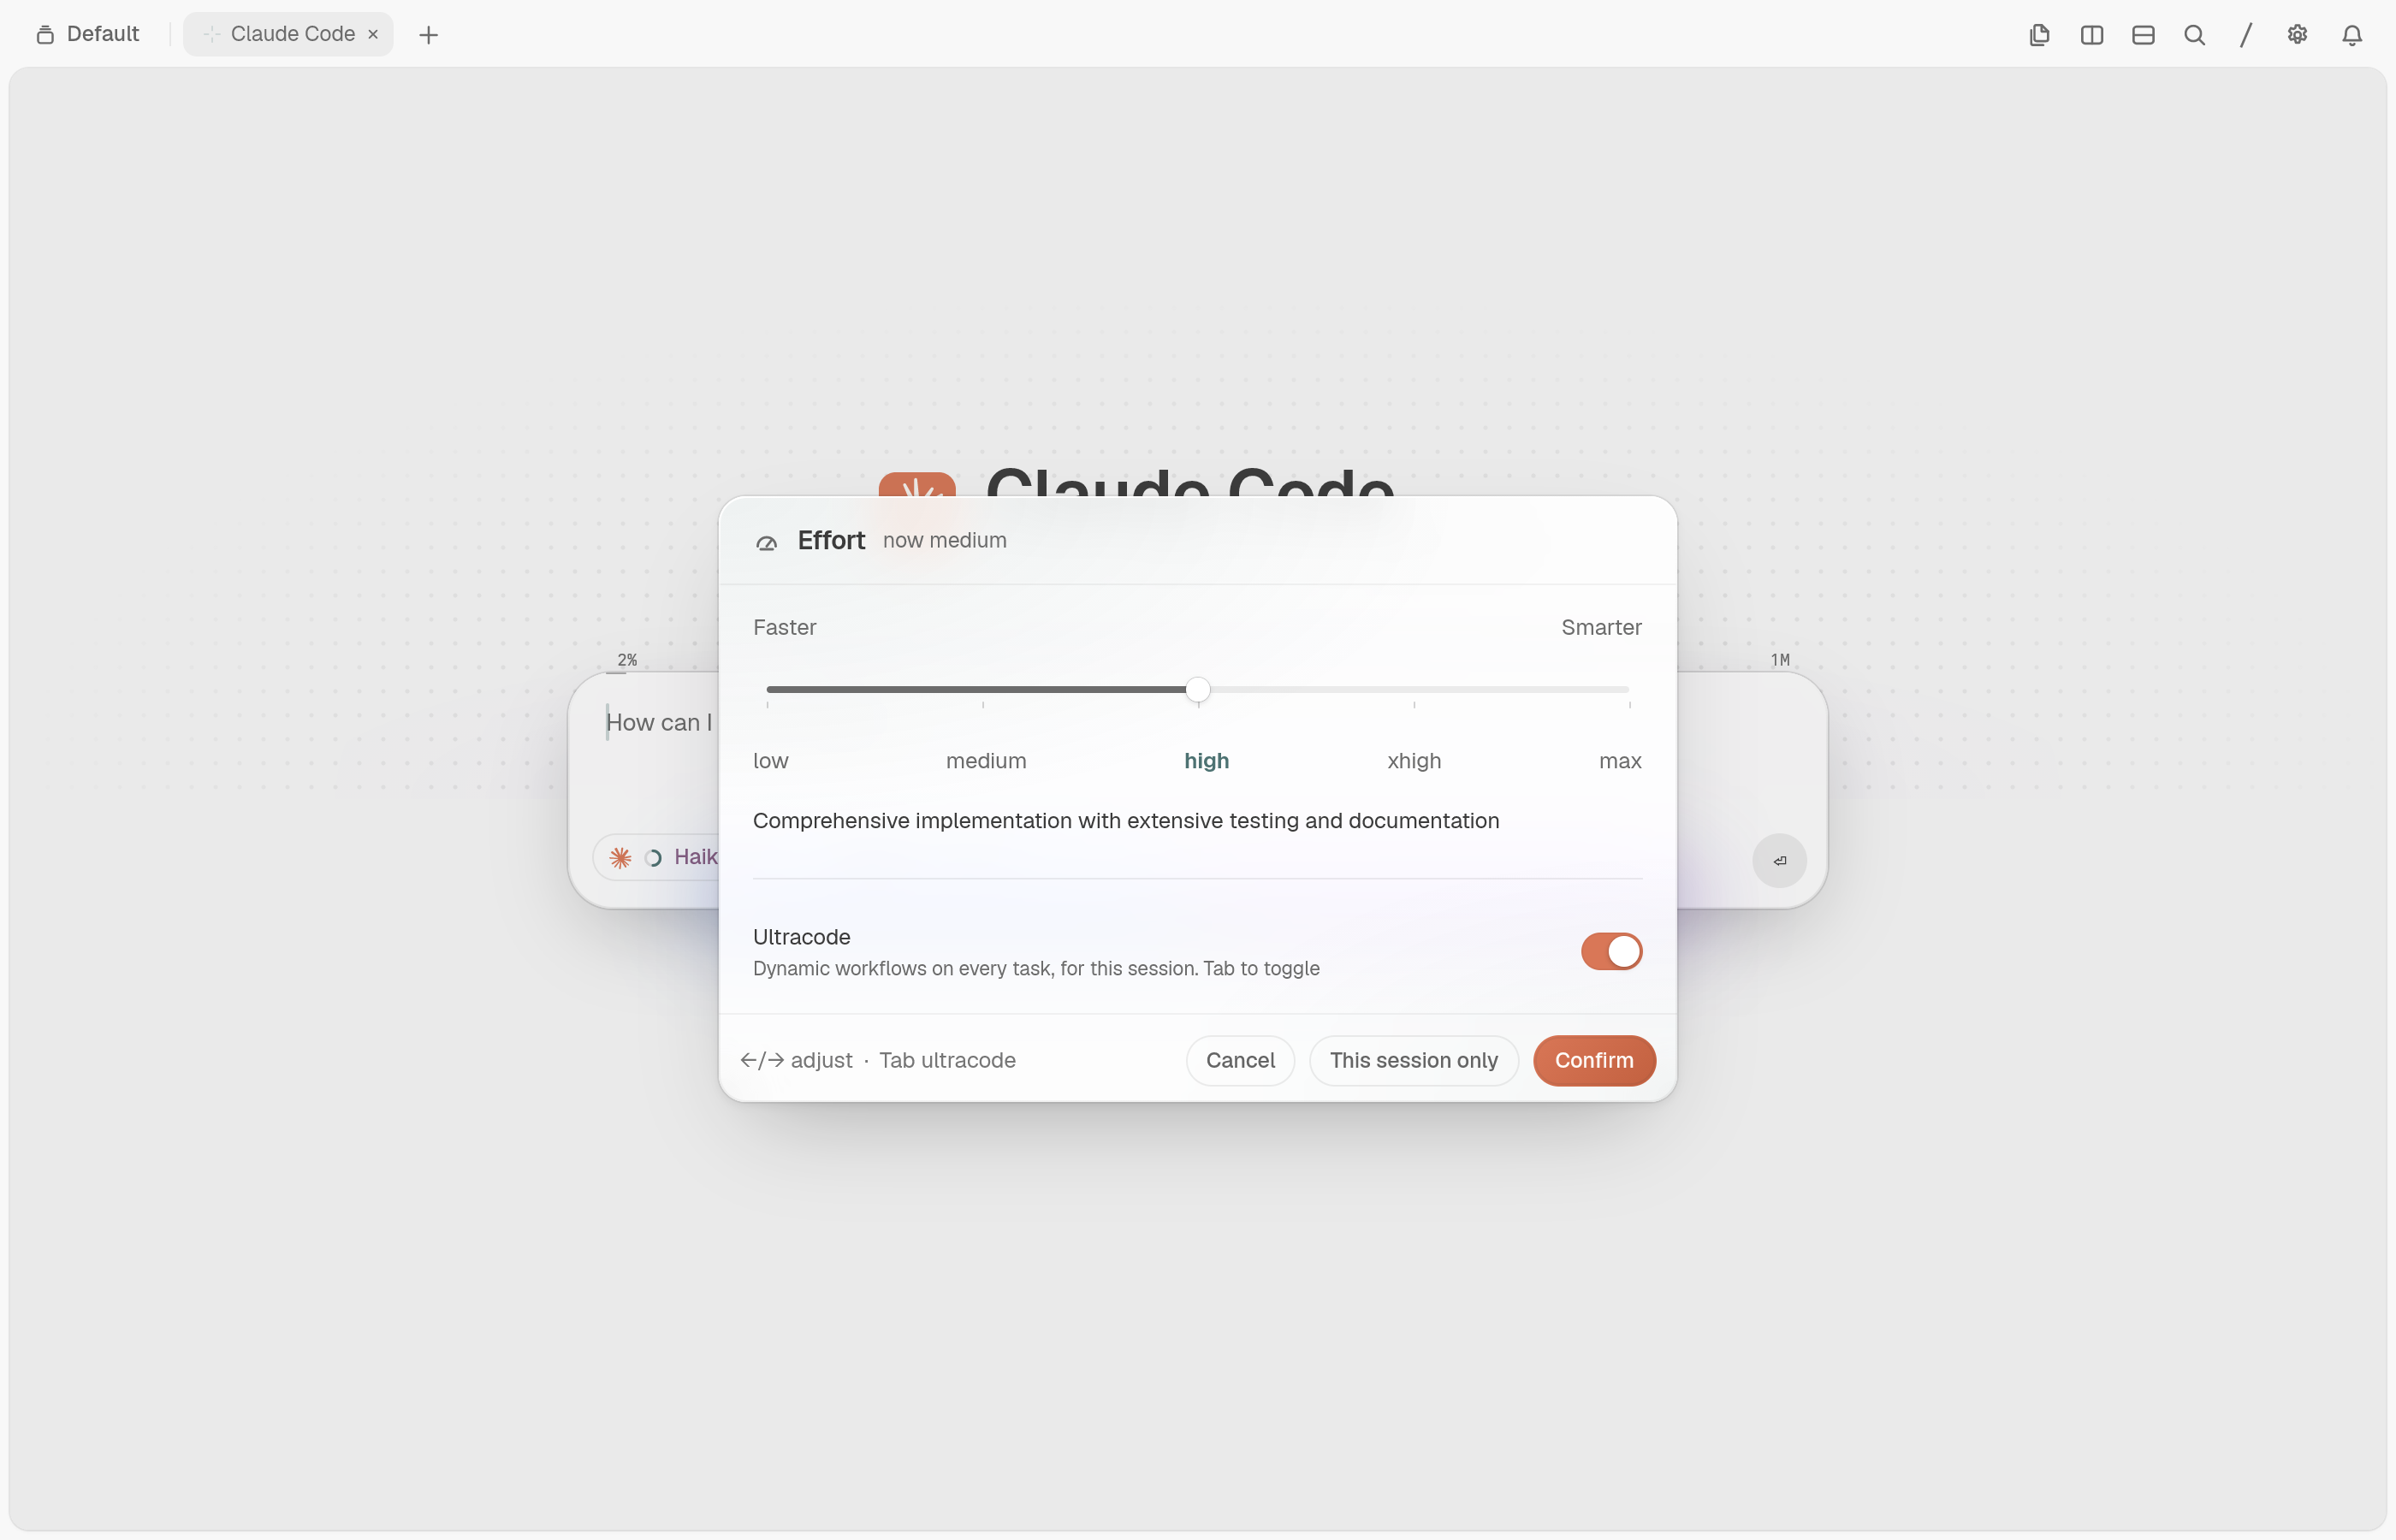 Default
Claude Code
Claude Code
Effort now medium
Faster
Smarter
2%
1M
How can I
low
medium
high
xhigh
max
Comprehensive implementation with extensive testing and documentation
Haik
Ultracode
Dynamic workflows on every task, for this session. Tab to toggle
←/→ adjust · Tab ultracode
Cancel
This session only
Confirm